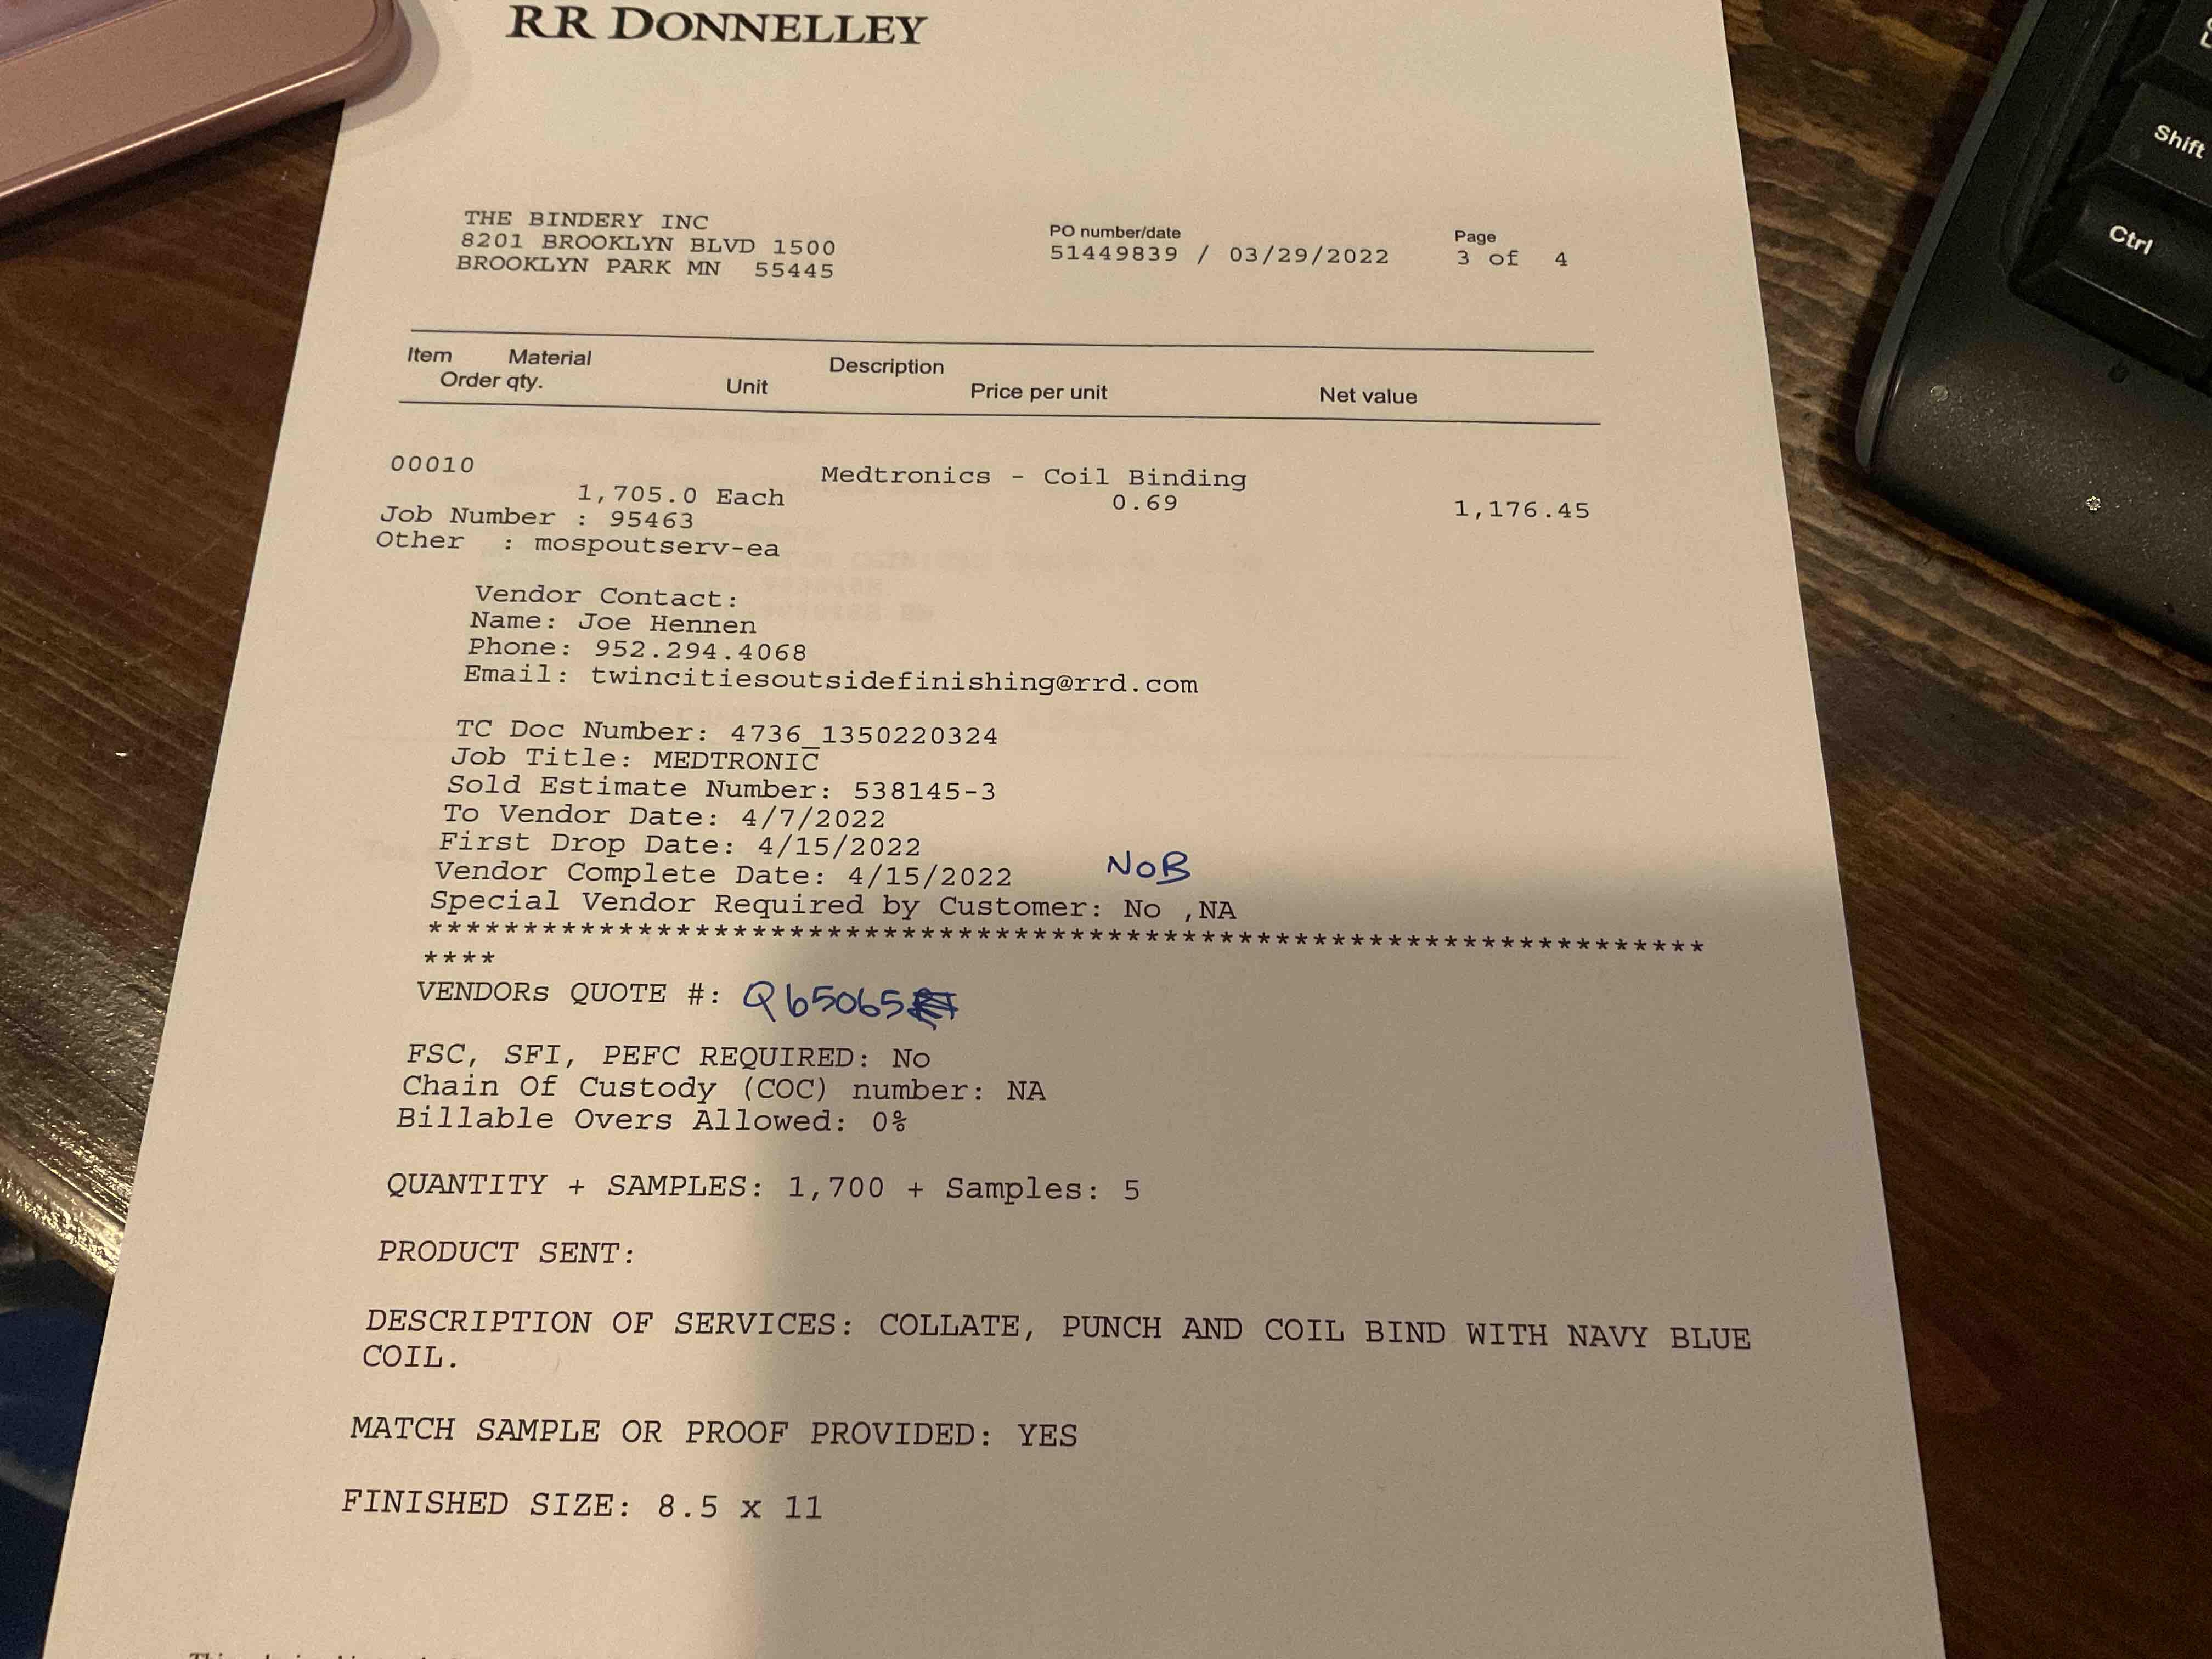 RR DONNELLEY
THE BINDERY INC
8201 BROOKLYN BLVD 1500
BROOKLYN PARK MN 55445
PO number/date
51449839 / 03/29/2022
Page
3 of 4
Item Material Description
Order qty. Unit Price per unit Net value
00010 Medtronics - Coil Binding
1,705.0 Each 0.69 1,176.45
Job Number : 95463
Other : mospoutserv-ea
Vendor Contact:
Name: Joe Hennen
Phone: 952.294.4068
Email: twincitiesoutsidefinishing@rrd.com
TC Doc Number: 4736_1350220324
Job Title: MEDTRONIC
Sold Estimate Number: 538145-3
To Vendor Date: 4/7/2022
First Drop Date: 4/15/2022
Vendor Complete Date: 4/15/2022 NOB
Special Vendor Required by Customer: No ,NA
********************************************************************
****
VENDORs QUOTE #: Q65065
FSC, SFI, PEFC REQUIRED: No
Chain Of Custody (COC) number: NA
Billable Overs Allowed: 0%
QUANTITY + SAMPLES: 1,700 + Samples: 5
PRODUCT SENT:
DESCRIPTION OF SERVICES: COLLATE, PUNCH AND COIL BIND WITH NAVY BLUE
COIL.
MATCH SAMPLE OR PROOF PROVIDED: YES
FINISHED SIZE: 8.5 x 11
Shift
Ctrl